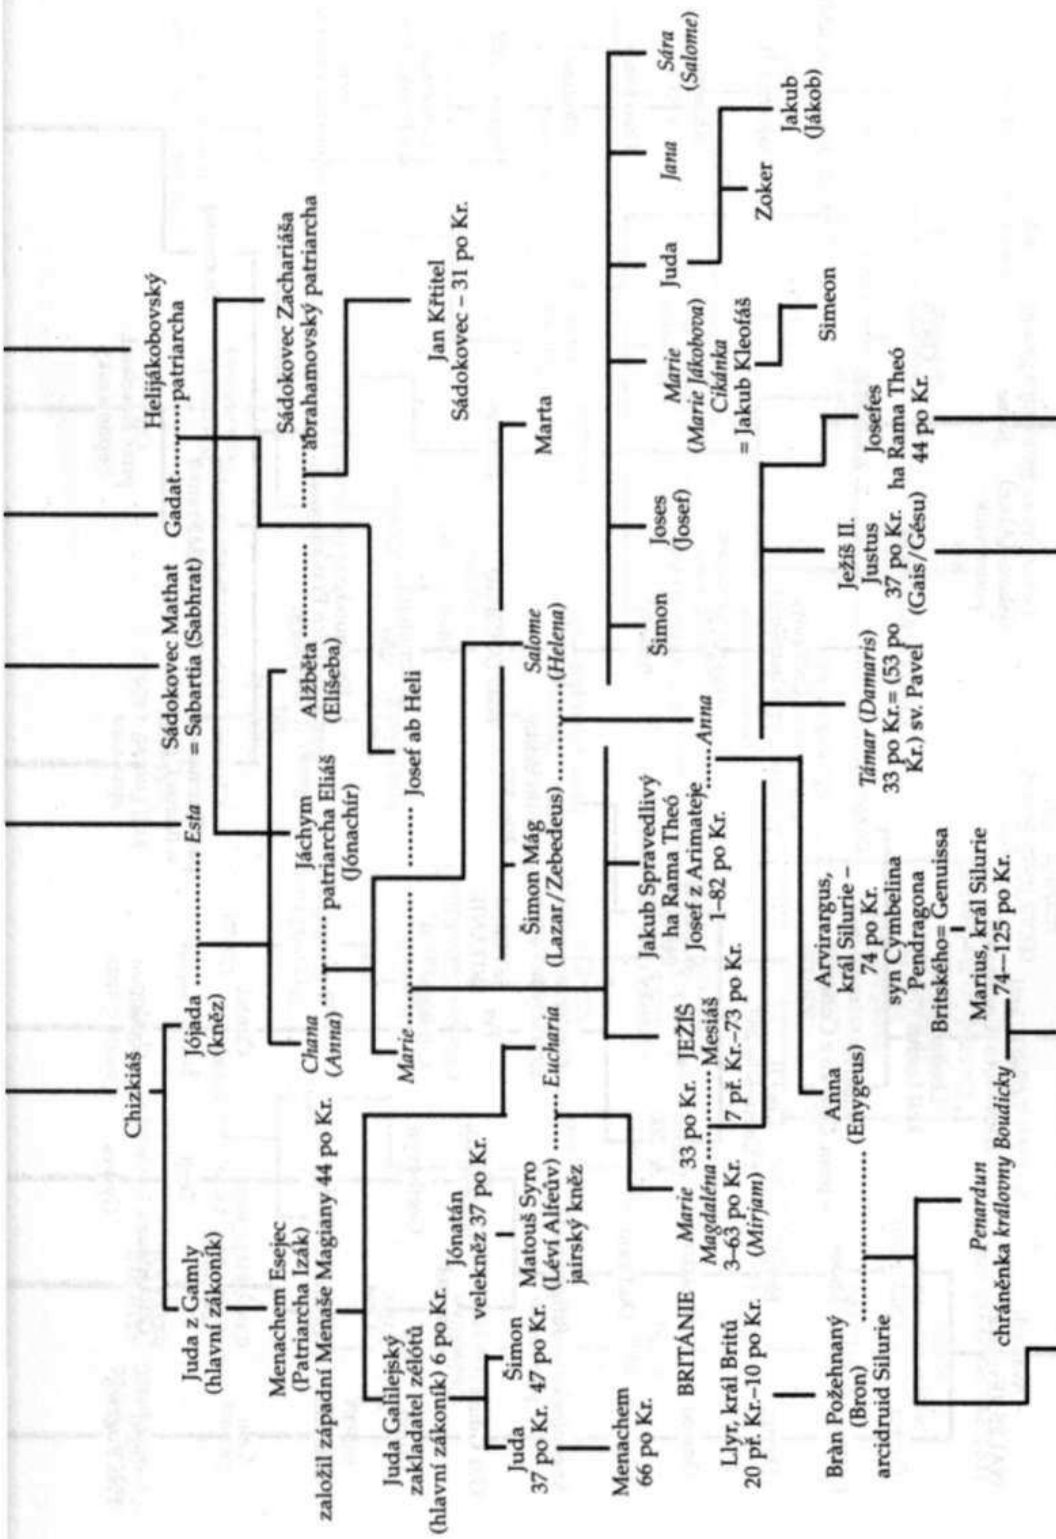 Chizkiáš
Juda z Gamly
(hlavní zákoník)
Jójada
(kněz)
Esta
Sádokovec Mathat
= Sabartia (Sabhrat)
Gadat
Helijákobovský
patriarcha
Menachem Esejec
(Patriarcha Izák)
založil západní Menaše Magiany 44 po Kr.
Chana
(Anna)
Jáchym
patriarcha Eliáš
(Jónachír)
Alžběta
(Elíšeba)
Sádokovec Zachariáša
abrahamovský patriarcha
Juda Galilejský
zakladatel zélótů
(hlavní zákoník) 6 po Kr.
Marie
Josef ab Heli
Jan Křtitel
Sádokovec – 31 po Kr.
Jónatán
velekněz 37 po Kr.
Juda
37 po Kr.
Šimon
47 po Kr.
Matouš Syro
(Léví Alfeův)
jairský kněz
Eucharia
Šimon Mág
(Lazar/Zebedeus)
Salome
(Helena)
Marta
Menachem
66 po Kr.
BRITÁNIE
Marie
Magdaléna
3–63 po Kr.
(Mirjam)
33 po Kr.
JEŽÍŠ
Mesiáš
7 př. Kr.–73 po Kr.
Jakub Spravedlivý
ha Rama Theó
Josef z Arimateje
1–82 po Kr.
Anna
Šimon
Joses
(Josef)
Marie
(Marie Jákobova)
Cikánka
= Jakub Kleofáš
Juda
Jana
Sára
(Salome)
Zoker
Jakub
(Jákob)
Simeon
Llyr, král Britů
20 př. Kr.–10 po Kr.
Bràn Požehnaný
(Bron)
arcidruid Silurie
Anna
(Enygeus)
Arvirargus,
král Silurie –
74 po Kr.
syn Cymbelina
Pendragona
Britského= Genuissa
Támar (Damaris)
33 po Kr.= (53 po
Kr.) sv. Pavel
Ježíš II.
Justus
37 po Kr.
(Gais/Gésu)
Josefes
ha Rama Theó
44 po Kr.
Penardun
chráněnka královny Boudicky
Marius, král Silurie
74—125 po Kr.